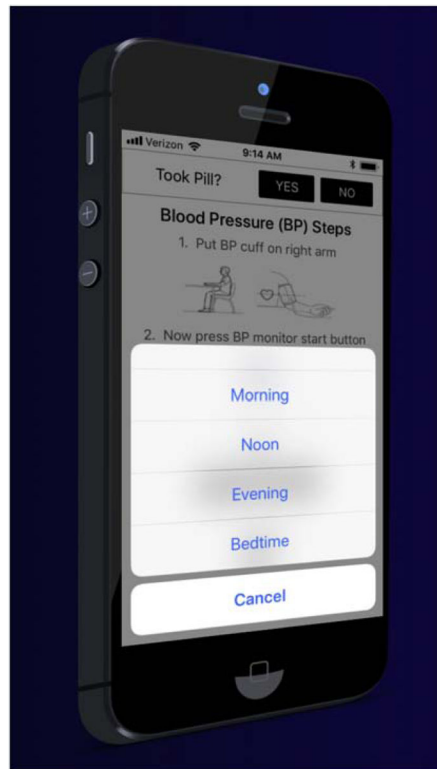 Verizon
9:14 AM
Took Pill?
YES
NO
Blood Pressure (BP) Steps
1. Put BP cuff on right arm
2. Now press BP monitor start button
Morning
Noon
Evening
Bedtime
Cancel